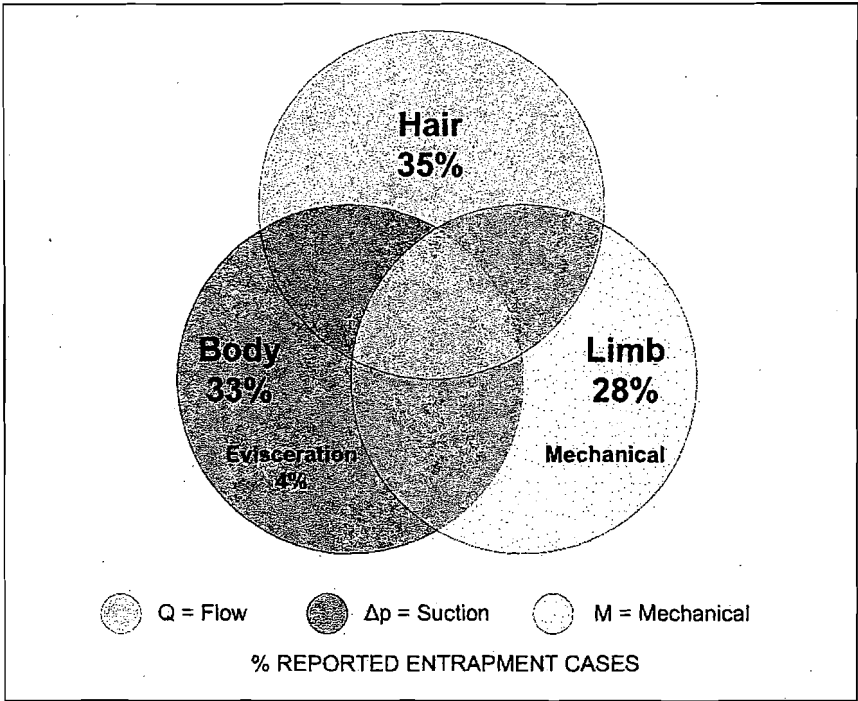 Hair
35%
Body
33%
Limb
28%
Evisceration
4%
Mechanical
Q = Flow
Δp = Suction
M = Mechanical
% REPORTED ENTRAPMENT CASES